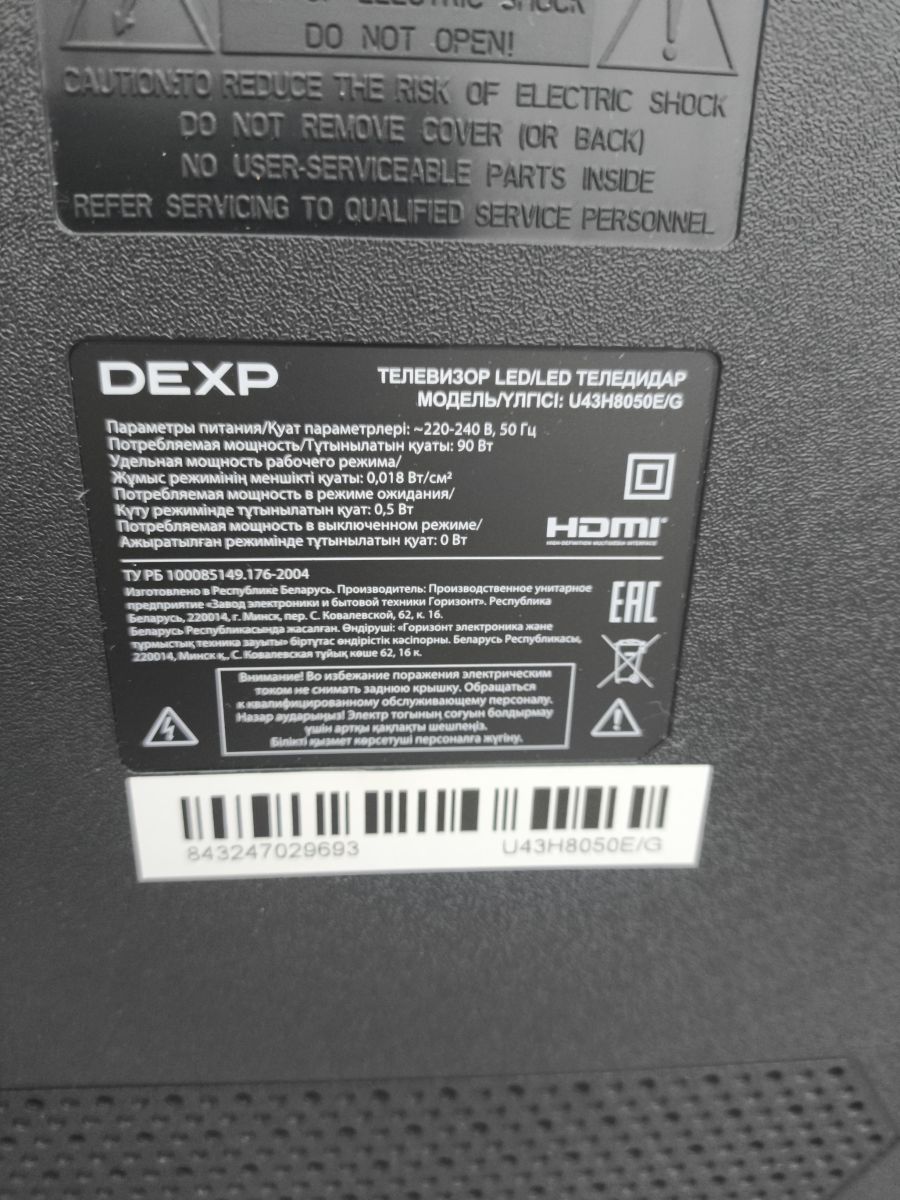 OF ELECTRIC SHOCK
DO NOT OPEN!
CAUTION:TO REDUCE THE RISK OF ELECTRIC SHOCK
DO NOT REMOVE COVER (OR BACK)
NO USER-SERVICEABLE PARTS INSIDE
REFER SERVICING TO QUALIFIED SERVICE PERSONNEL
DEXP
ТЕЛЕВИЗОР LED/LED ТЕЛЕДИДАР
МОДЕЛЬ/ҮЛГІСІ: U43H8050E/G
Параметры питания/Қуат параметрлері: ~220-240 В, 50 Гц
Потребляемая мощность/Тұтынылатын қуаты: 90 Вт
Удельная мощность рабочего режима/
Жұмыс режимінің меншікті қуаты: 0,018 Вт/см²
Потребляемая мощность в режиме ожидания/
Күту режимінде тұтынылатын қуат: 0,5 Вт
Потребляемая мощность в выключенном режиме/
Ажыратылған режимінде тұтынылатын қуат: 0 Вт
HDMI
HIGH-DEFINITION MULTIMEDIA INTERFACE
ТУ РБ 100085149.176-2004
Изготовлено в Республике Беларусь. Производитель: Производственное унитарное
предприятие «Завод электроники и бытовой техники Горизонт». Республика
Беларусь, 220014, г. Минск, пер. С. Ковалевской, 62, к. 16.
Беларусь Республикасында жасалған. Өндіруші: «Горизонт электроника және
тұрмыстық техника зауыты» біртұтас өндірістік кәсіпорны. Беларусь Республикасы,
220014, Минск қ., С. Ковалевская тұйық көше 62, 16 к.
EAC
Внимание! Во избежание поражения электрическим
током не снимать заднюю крышку. Обращаться
к квалифицированному обслуживающему персоналу.
Назар аударыңыз! Электр тогының соғуын болдырмау
үшін артқы қақпақты шешпеңіз.
Білікті қызмет көрсетуші персоналға жүгіну.
843247029693
U43H8050E/G